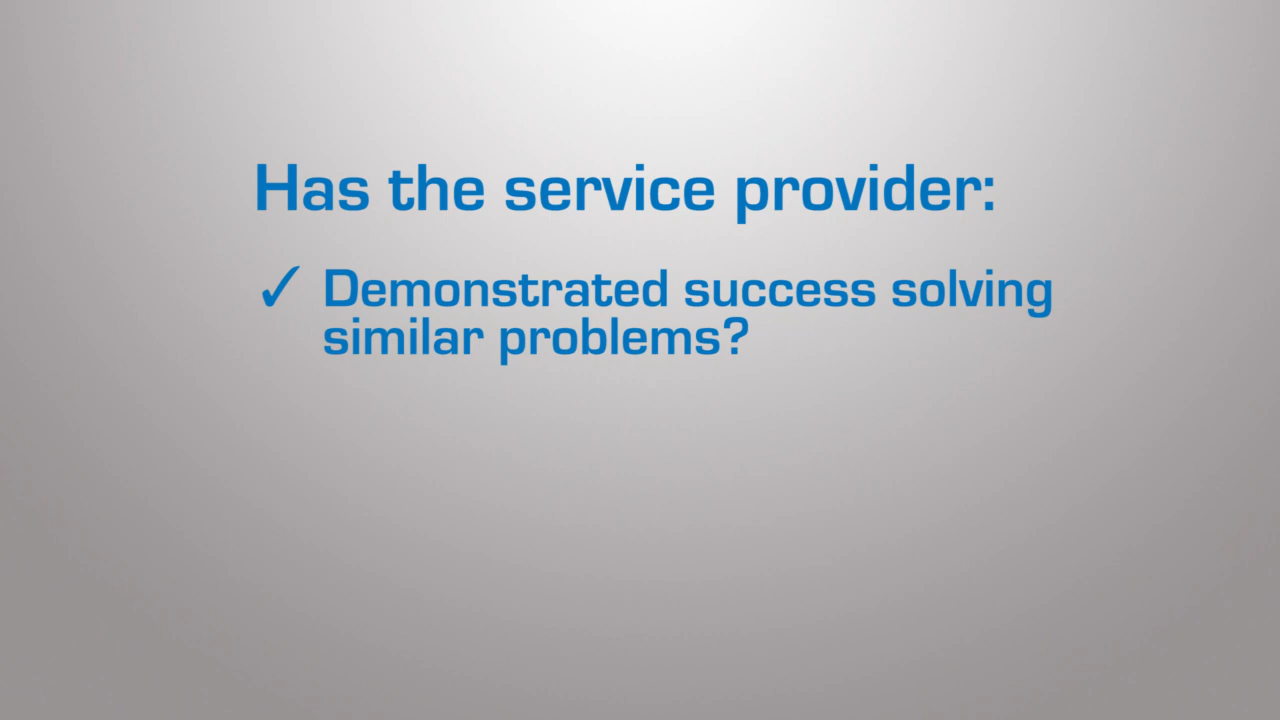 Has the service provider:
✓ Demonstrated success solving
similar problems?